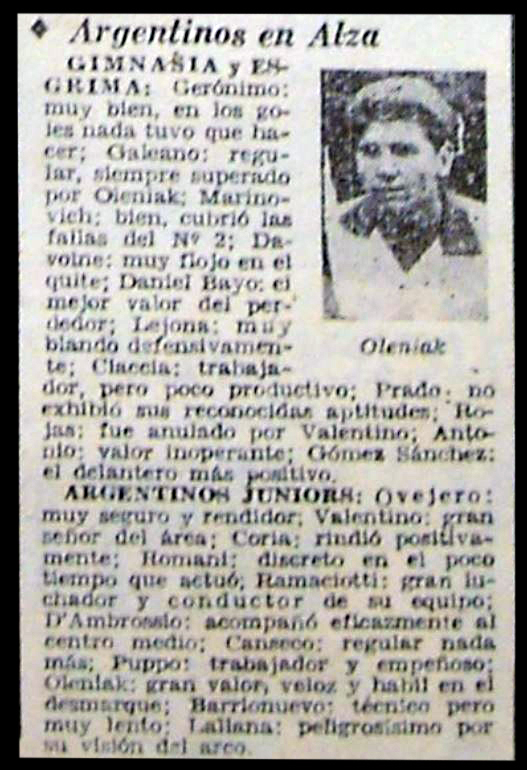 Argentinos en Alza
GIMNASIA y ES-
GRIMA: Gerónimo:
muy bien, en los go-
les nada tuvo que ha-
cer; Galeano: regu-
lar, siempre superado
por Oleniak; Marino-
vich: bien, cubrió las
fallas del Nº 2; Da-
voine: muy flojo en el
quite; Daniel Bayo: el
mejor valor del per-
dedor; Lejona: muy
blando defensivamen-
te; Ciaccia: trabaja-
dor, pero poco productivo; Prado: no
exhibió sus reconocidas aptitudes; Ro-
jas: fue anulado por Valentino; Anto-
nio: valor inoperante; Gómez Sánchez:
el delantero más positivo.
ARGENTINOS JUNIORS: Ovejero:
muy seguro y rendidor; Valentino: gran
señor del área; Coria: rindió positiva-
mente; Romani: discreto en el poco
tiempo que actuó; Ramaciotti: gran lu-
chador y conductor de su equipo;
D'Ambrossio: acompañó eficazmente al
centro medio; Canseco: regular nada
más; Puppo: trabajador y empeñoso;
Oleniak: gran valor, veloz y hábil en el
desmarque; Barrionuevo: técnico pero
muy lento; Lallana: peligrosísimo por
su visión del arco.
Oleniak